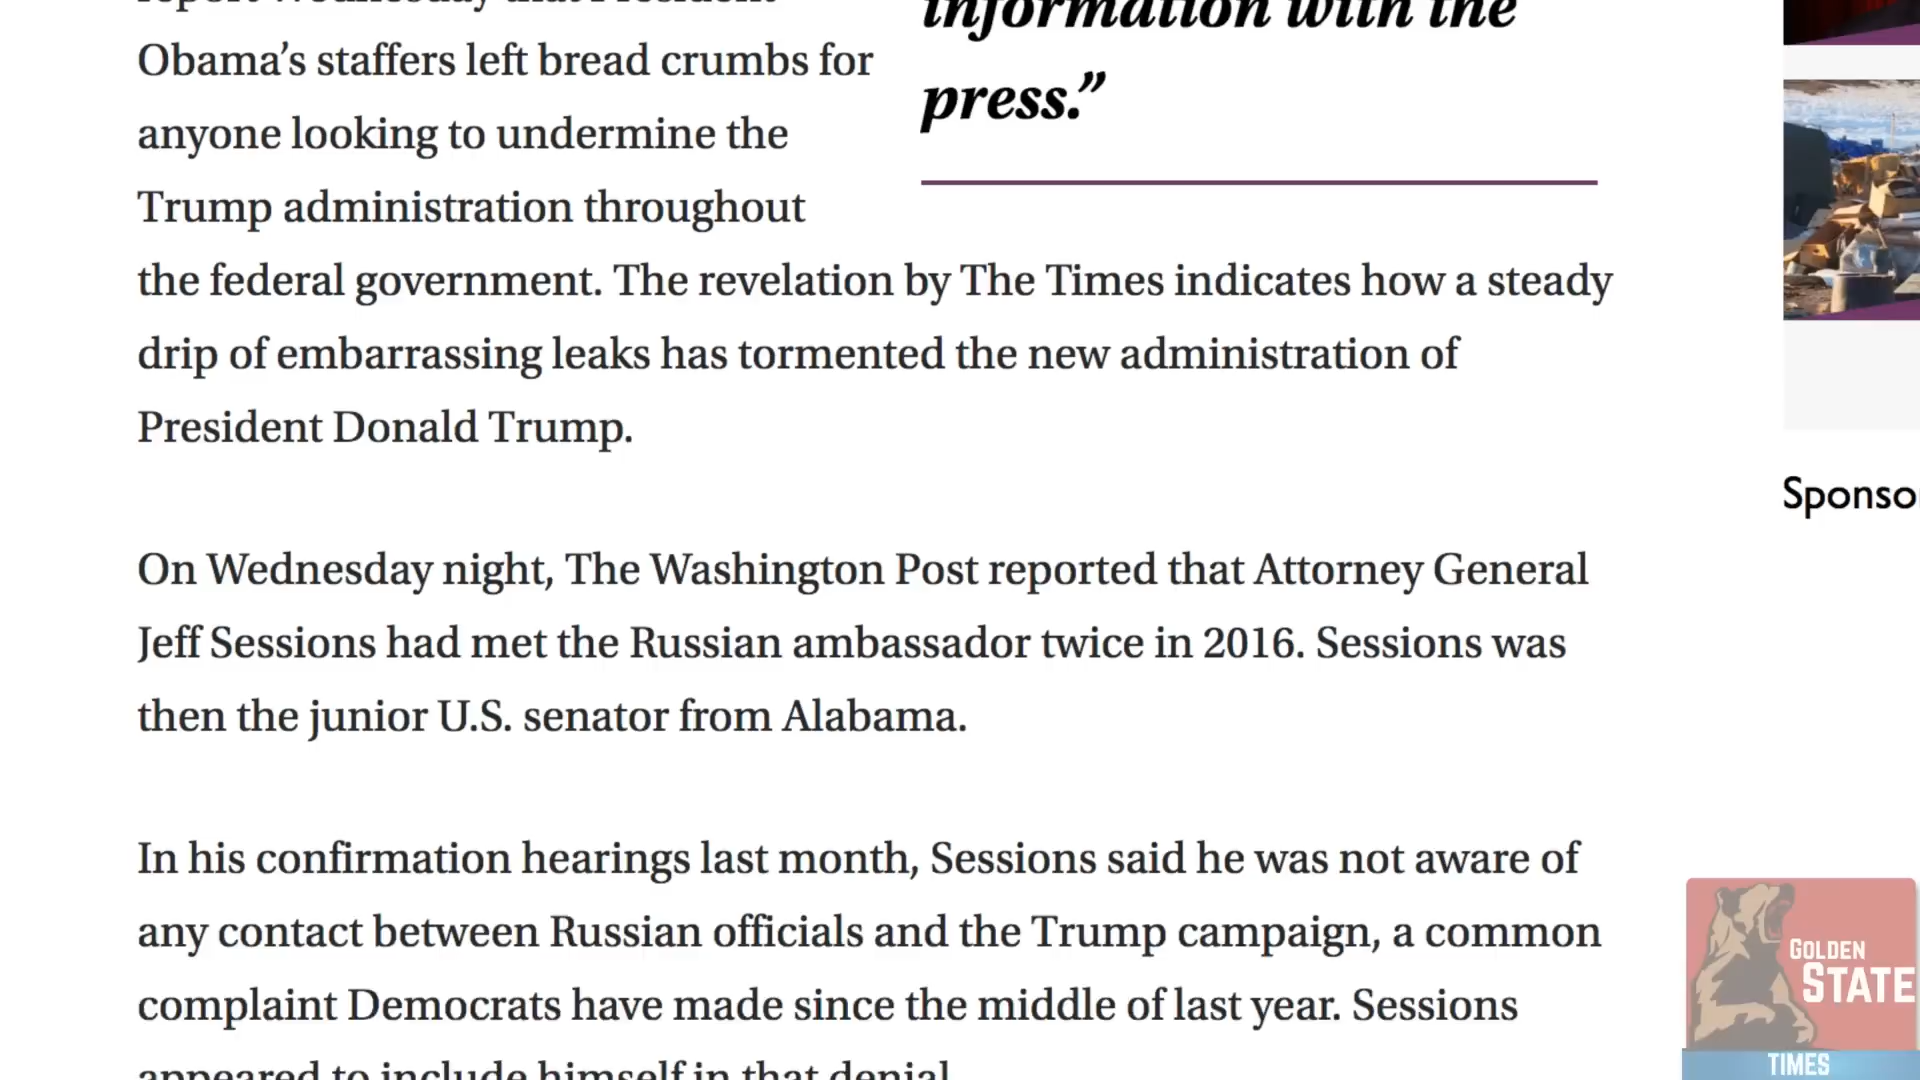 report Wednesday that President
Obama’s staffers left bread crumbs for
anyone looking to undermine the
Trump administration throughout
the federal government. The revelation by The Times indicates how a steady
drip of embarrassing leaks has tormented the new administration of
President Donald Trump.
information with the
press.”
On Wednesday night, The Washington Post reported that Attorney General
Jeff Sessions had met the Russian ambassador twice in 2016. Sessions was
then the junior U.S. senator from Alabama.
In his confirmation hearings last month, Sessions said he was not aware of
any contact between Russian officials and the Trump campaign, a common
complaint Democrats have made since the middle of last year. Sessions
appeared to include himself in that denial.
Sponsor
GOLDEN
STATE
TIMES